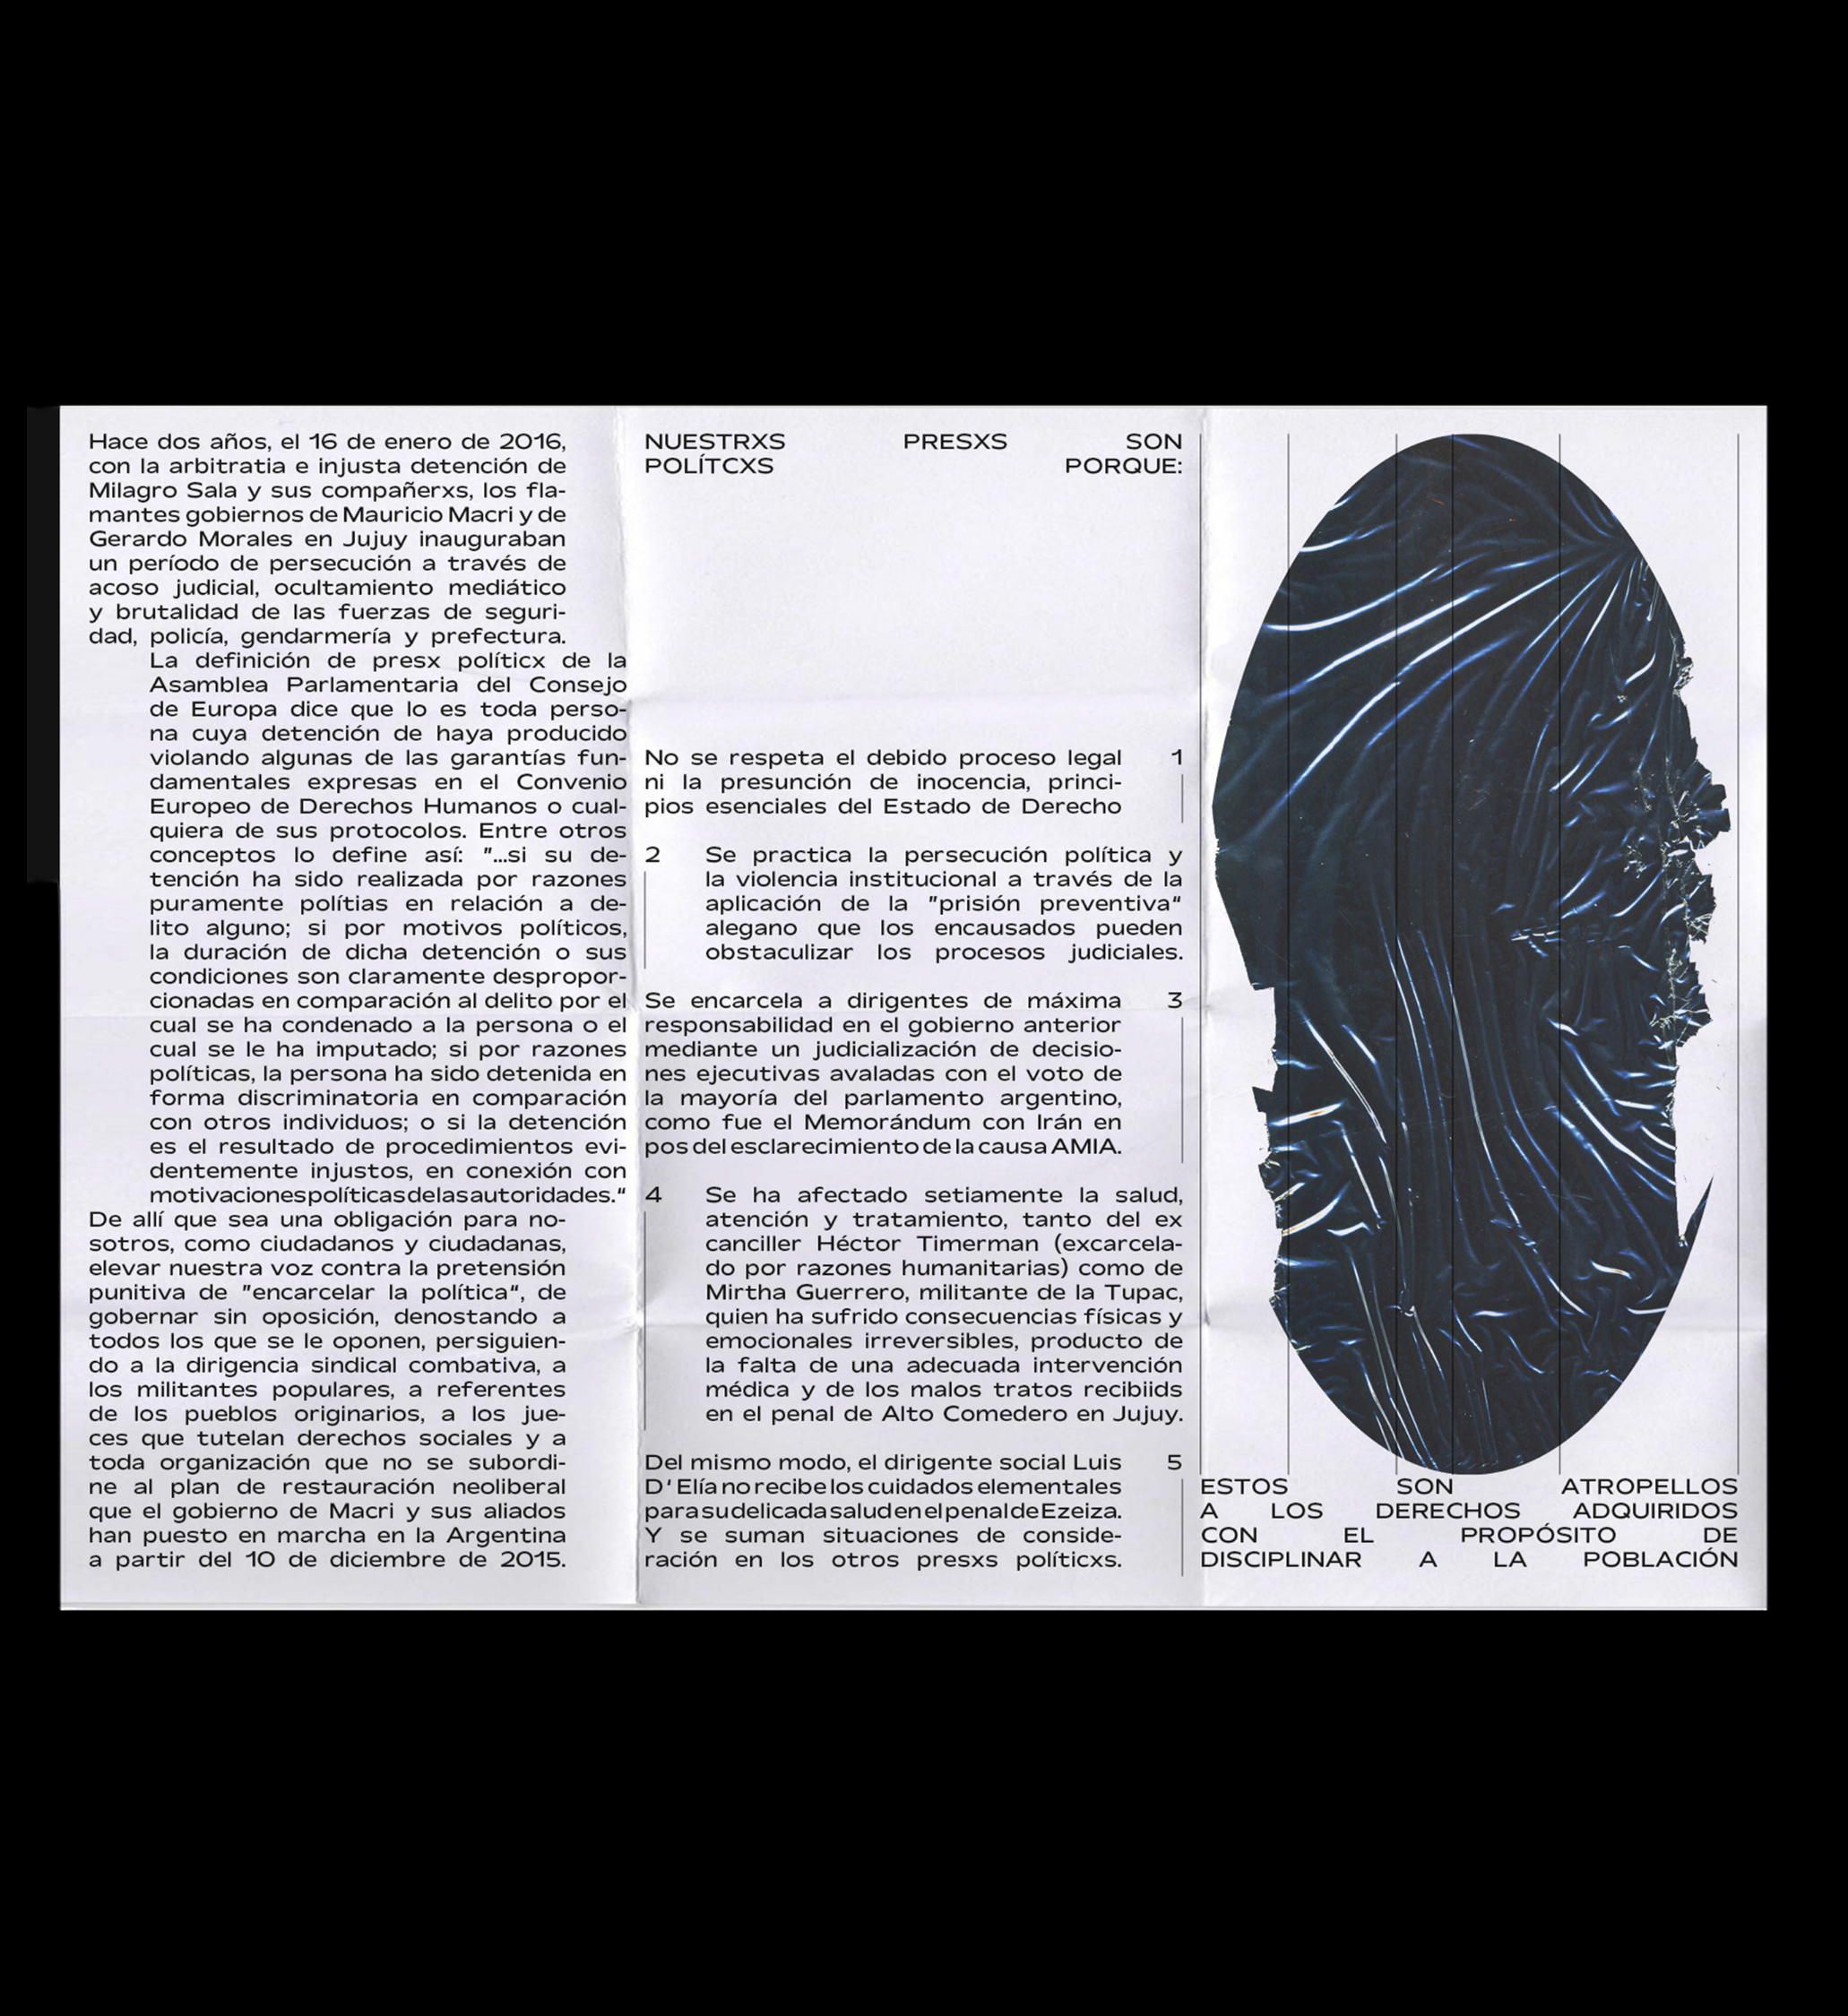 Hace dos años, el 16 de enero de 2016,
con la arbitratia e injusta detención de
Milagro Sala y sus compañerxs, los fla-
mantes gobiernos de Mauricio Macri y de
Gerardo Morales en Jujuy inauguraban
un período de persecución a través de
acoso judicial, ocultamiento mediático
y brutalidad de las fuerzas de seguri-
dad, policía, gendarmería y prefectura.
La definición de presx políticx de la
Asamblea Parlamentaria del Consejo
de Europa dice que lo es toda perso-
na cuya detención de haya producido
violando algunas de las garantías fun-
damentales expresas en el Convenio
Europeo de Derechos Humanos o cual-
quiera de sus protocolos. Entre otros
conceptos lo define así: "...si su de-
tención ha sido realizada por razones
puramente polítias en relación a de-
lito alguno; si por motivos políticos,
la duración de dicha detención o sus
condiciones son claramente despropor-
cionadas en comparación al delito por el
cual se ha condenado a la persona o el
cual se le ha imputado; si por razones
políticas, la persona ha sido detenida en
forma discriminatoria en comparación
con otros individuos; o si la detención
es el resultado de procedimientos evi-
dentemente injustos, en conexión con
motivaciones políticas de las autoridades."
De allí que sea una obligación para no-
sotros, como ciudadanos y ciudadanas,
elevar nuestra voz contra la pretensión
punitiva de "encarcelar la política", de
gobernar sin oposición, denostando a
todos los que se le oponen, persiguien-
do a la dirigencia sindical combativa, a
los militantes populares, a referentes
de los pueblos originarios, a los jue-
ces que tutelan derechos sociales y a
toda organización que no se subordi-
ne al plan de restauración neoliberal
que el gobierno de Macri y sus aliados
han puesto en marcha en la Argentina
a partir del 10 de diciembre de 2015.
NUESTRXS PRESXS SON
POLÍTCXS PORQUE:
No se respeta el debido proceso legal 1
ni la presunción de inocencia, princi-
pios esenciales del Estado de Derecho
2 Se practica la persecución política y
la violencia institucional a través de la
aplicación de la "prisión preventiva"
alegano que los encausados pueden
obstaculizar los procesos judiciales.
Se encarcela a dirigentes de máxima 3
responsabilidad en el gobierno anterior
mediante un judicialización de decisio-
nes ejecutivas avaladas con el voto de
la mayoría del parlamento argentino,
como fue el Memorándum con Irán en
pos del esclarecimiento de la causa AMIA.
4 Se ha afectado setiamente la salud,
atención y tratamiento, tanto del ex
canciller Héctor Timerman (excarcela-
do por razones humanitarias) como de
Mirtha Guerrero, militante de la Tupac,
quien ha sufrido consecuencias físicas y
emocionales irreversibles, producto de
la falta de una adecuada intervención
médica y de los malos tratos recibiids
en el penal de Alto Comedero en Jujuy.
Del mismo modo, el dirigente social Luis 5
D'Elía no recibe los cuidados elementales
para su delicada salud en el penal de Ezeiza.
Y se suman situaciones de conside-
ración en los otros presxs políticxs.
ESTOS SON ATROPELLOS
A LOS DERECHOS ADQUIRIDOS
CON EL PROPÓSITO DE
DISCIPLINAR A LA POBLACIÓN